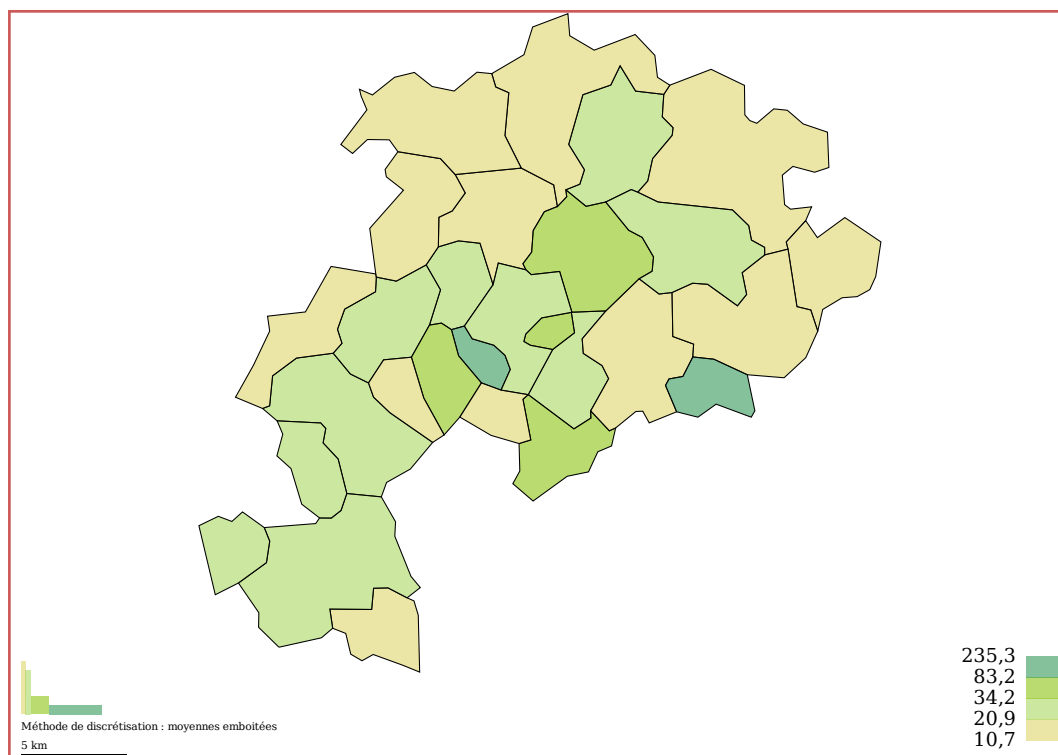 235,3
83,2
34,2
20,9
10,7
Méthode de discrétisation : moyennes emboitées
5 km